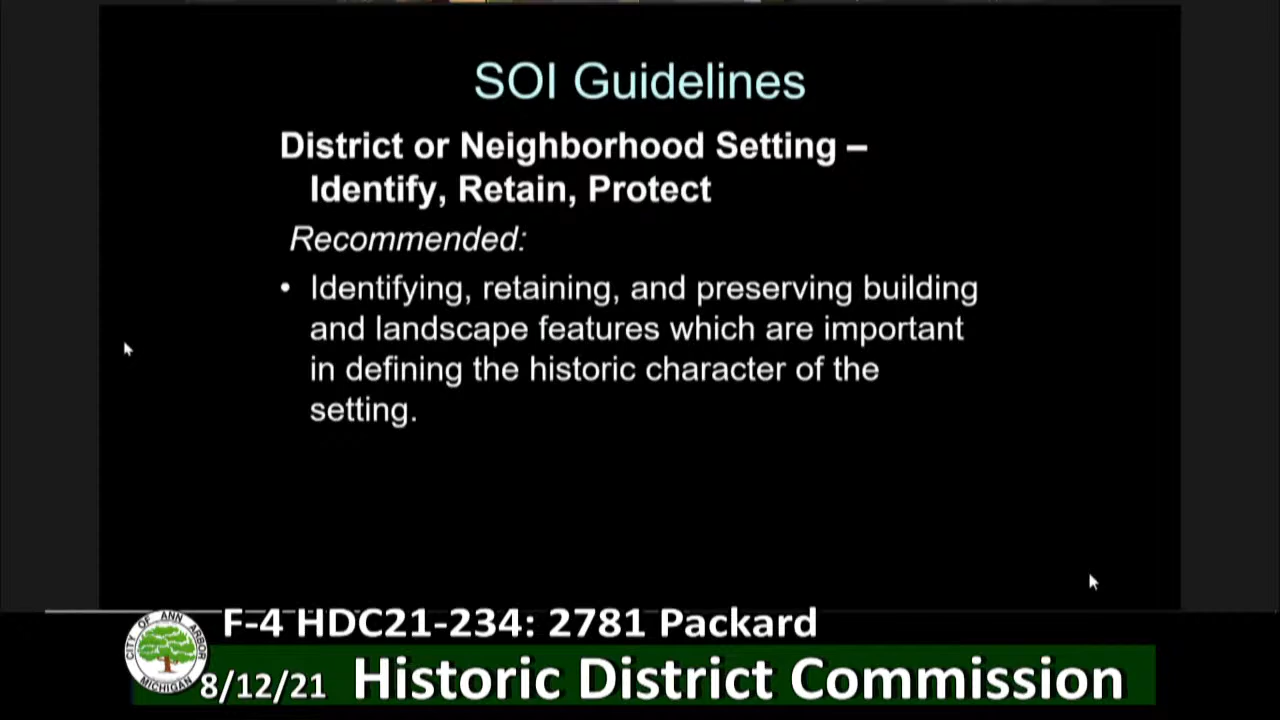 SOI Guidelines
District or Neighborhood Setting –
Identify, Retain, Protect
Recommended:
• Identifying, retaining, and preserving building
and landscape features which are important
in defining the historic character of the
setting.
F-4 HDC21-234: 2781 Packard
CITY OF ANN ARBOR
MICHIGAN
8/12/21 Historic District Commission